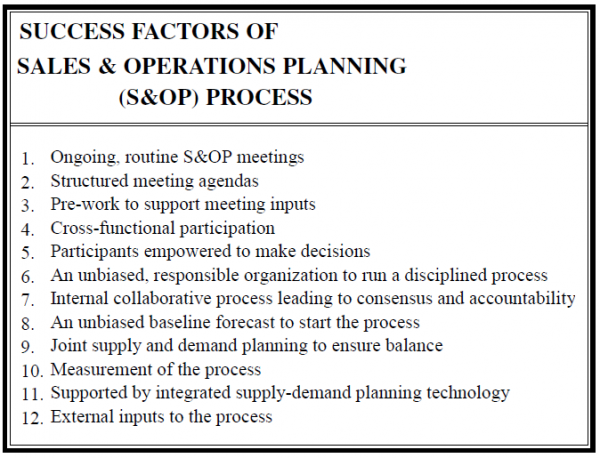 SUCCESS FACTORS OF
SALES & OPERATIONS PLANNING
(S&OP) PROCESS
1. Ongoing, routine S&OP meetings
2. Structured meeting agendas
3. Pre-work to support meeting inputs
4. Cross-functional participation
5. Participants empowered to make decisions
6. An unbiased, responsible organization to run a disciplined process
7. Internal collaborative process leading to consensus and accountability
8. An unbiased baseline forecast to start the process
9. Joint supply and demand planning to ensure balance
10. Measurement of the process
11. Supported by integrated supply-demand planning technology
12. External inputs to the process